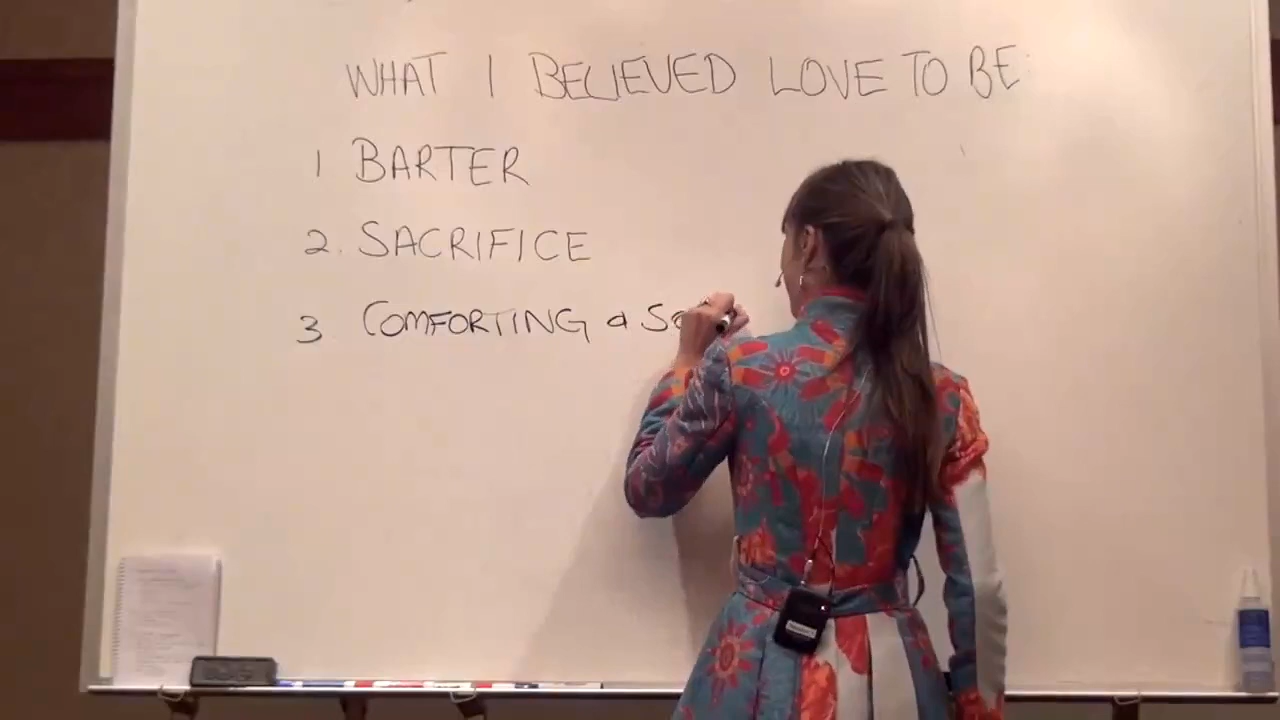 WHAT I BELIEVED LOVE TO BE:
1 BARTER
2. SACRIFICE
3 COMFORTING a